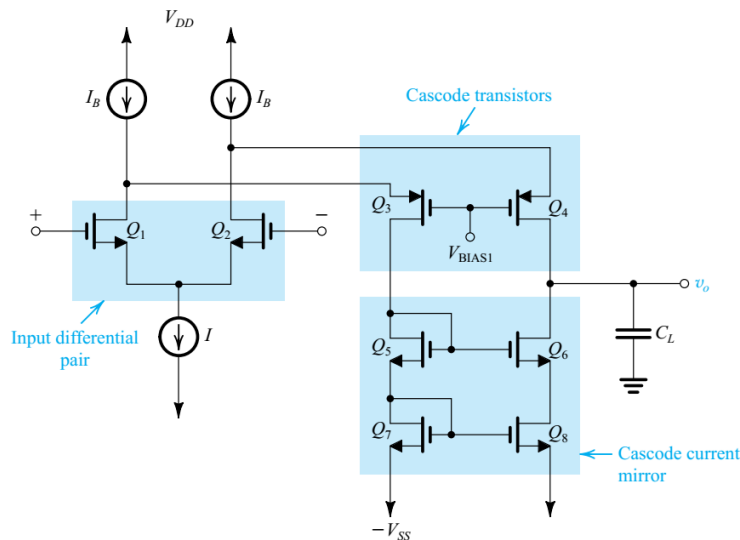 V_DD
I_B
I_B
Cascode transistors
Q_3
Q_4
+
Q_1
Q_2
−
V_BIAS1
v_o
Input differential
pair
I
Q_5
Q_6
C_L
Q_7
Q_8
Cascode current
mirror
−V_SS